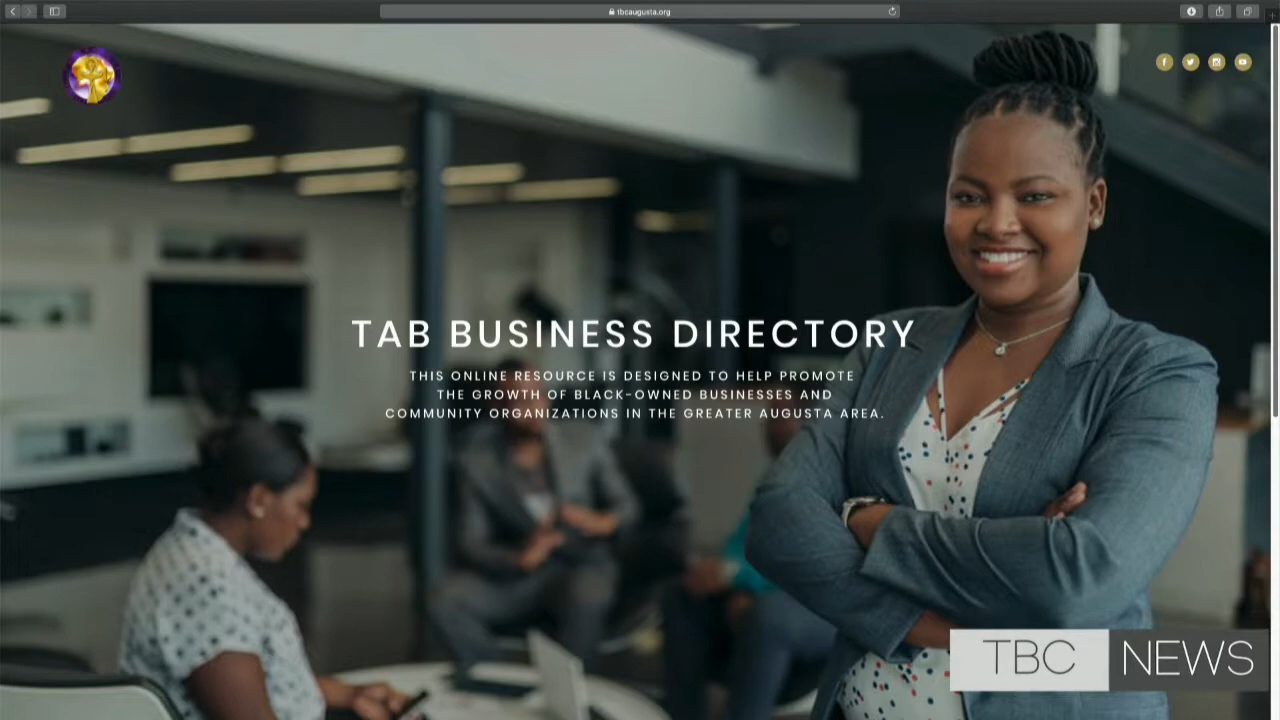 tbcaugusta.org
TAB BUSINESS DIRECTORY
THIS ONLINE RESOURCE IS DESIGNED TO HELP PROMOTE
THE GROWTH OF BLACK-OWNED BUSINESSES AND
COMMUNITY ORGANIZATIONS IN THE GREATER AUGUSTA AREA.
TBC NEWS